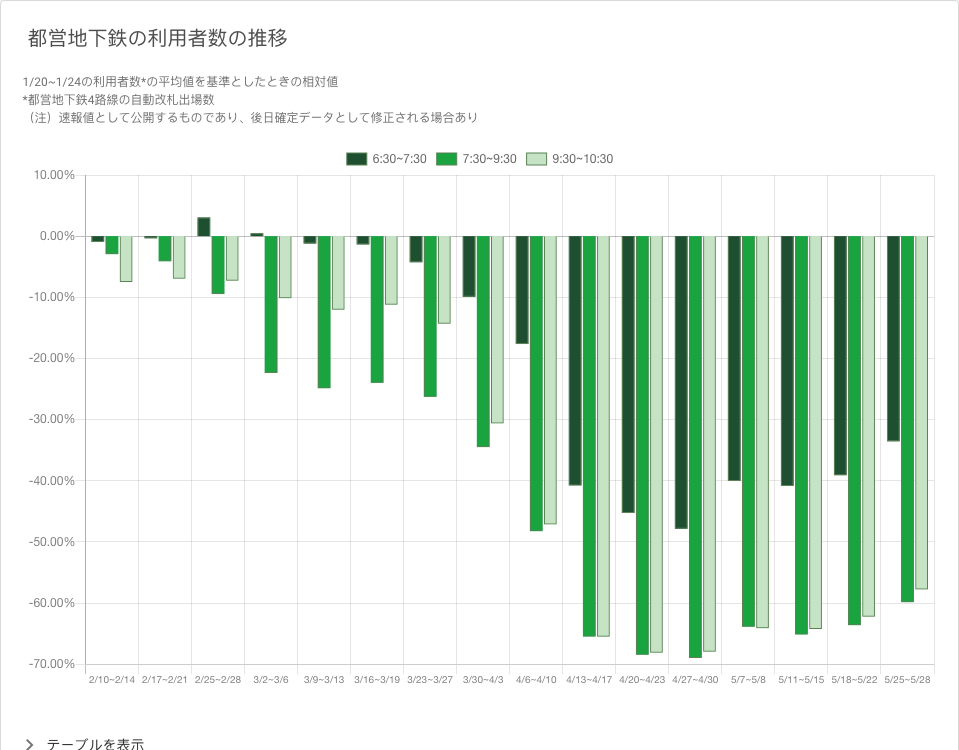 都営地下鉄の利用者数の推移
1/20~1/24の利用者数*の平均値を基準としたときの相対値
*都営地下鉄4路線の自動改札出場数
（注）速報値として公開するものであり、後日確定データとして修正される場合あり
6:30~7:30 7:30~9:30 9:30~10:30
10.00%
0.00%
-10.00%
-20.00%
-30.00%
-40.00%
-50.00%
-60.00%
-70.00%
2/10~2/14 2/17~2/21 2/25~2/28 3/2~3/6 3/9~3/13 3/16~3/19 3/23~3/27 3/30~4/3 4/6~4/10 4/13~4/17 4/20~4/23 4/27~4/30 5/7~5/8 5/11~5/15 5/18~5/22 5/25~5/28
テーブルを表示